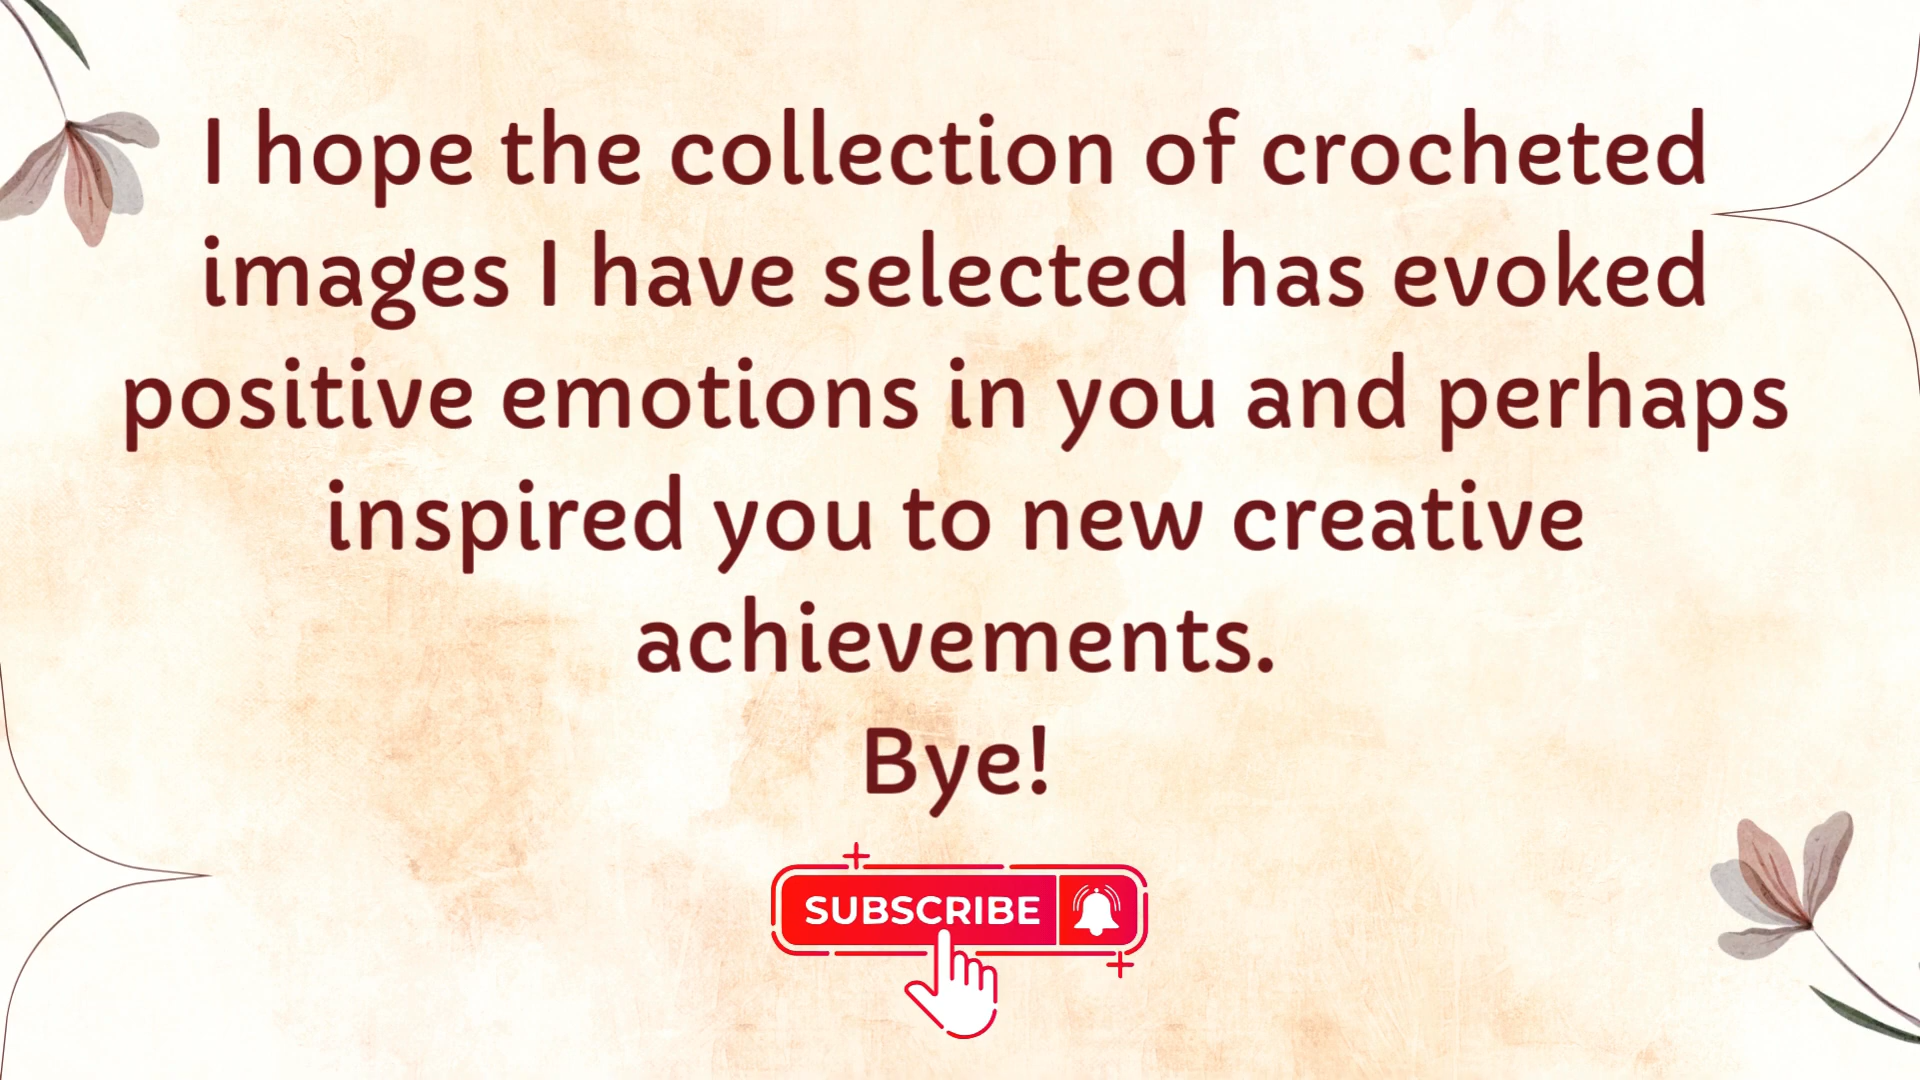 I hope the collection of crocheted
images I have selected has evoked
positive emotions in you and perhaps
inspired you to new creative
achievements.
Bye!
SUBSCRIBE